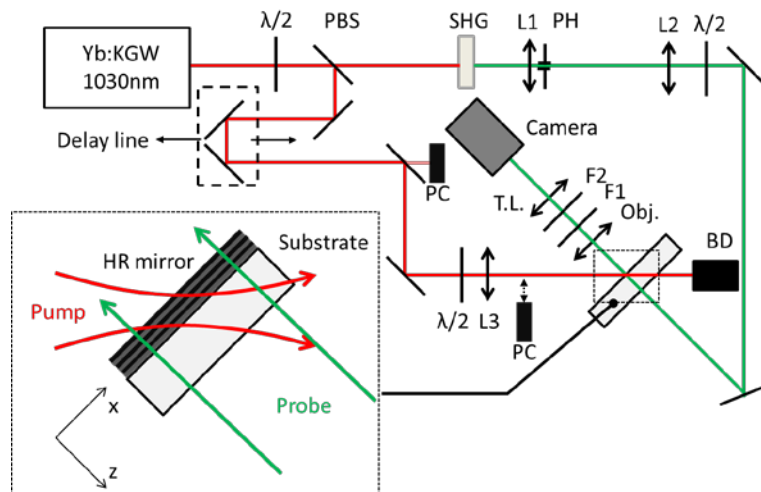 Yb:KGW
1030nm
λ/2
PBS
SHG
L1
PH
L2
λ/2
Delay line
Camera
PC
T.L.
F2
F1
Obj.
BD
λ/2
L3
PC
HR mirror
Substrate
Pump
Probe
x
z